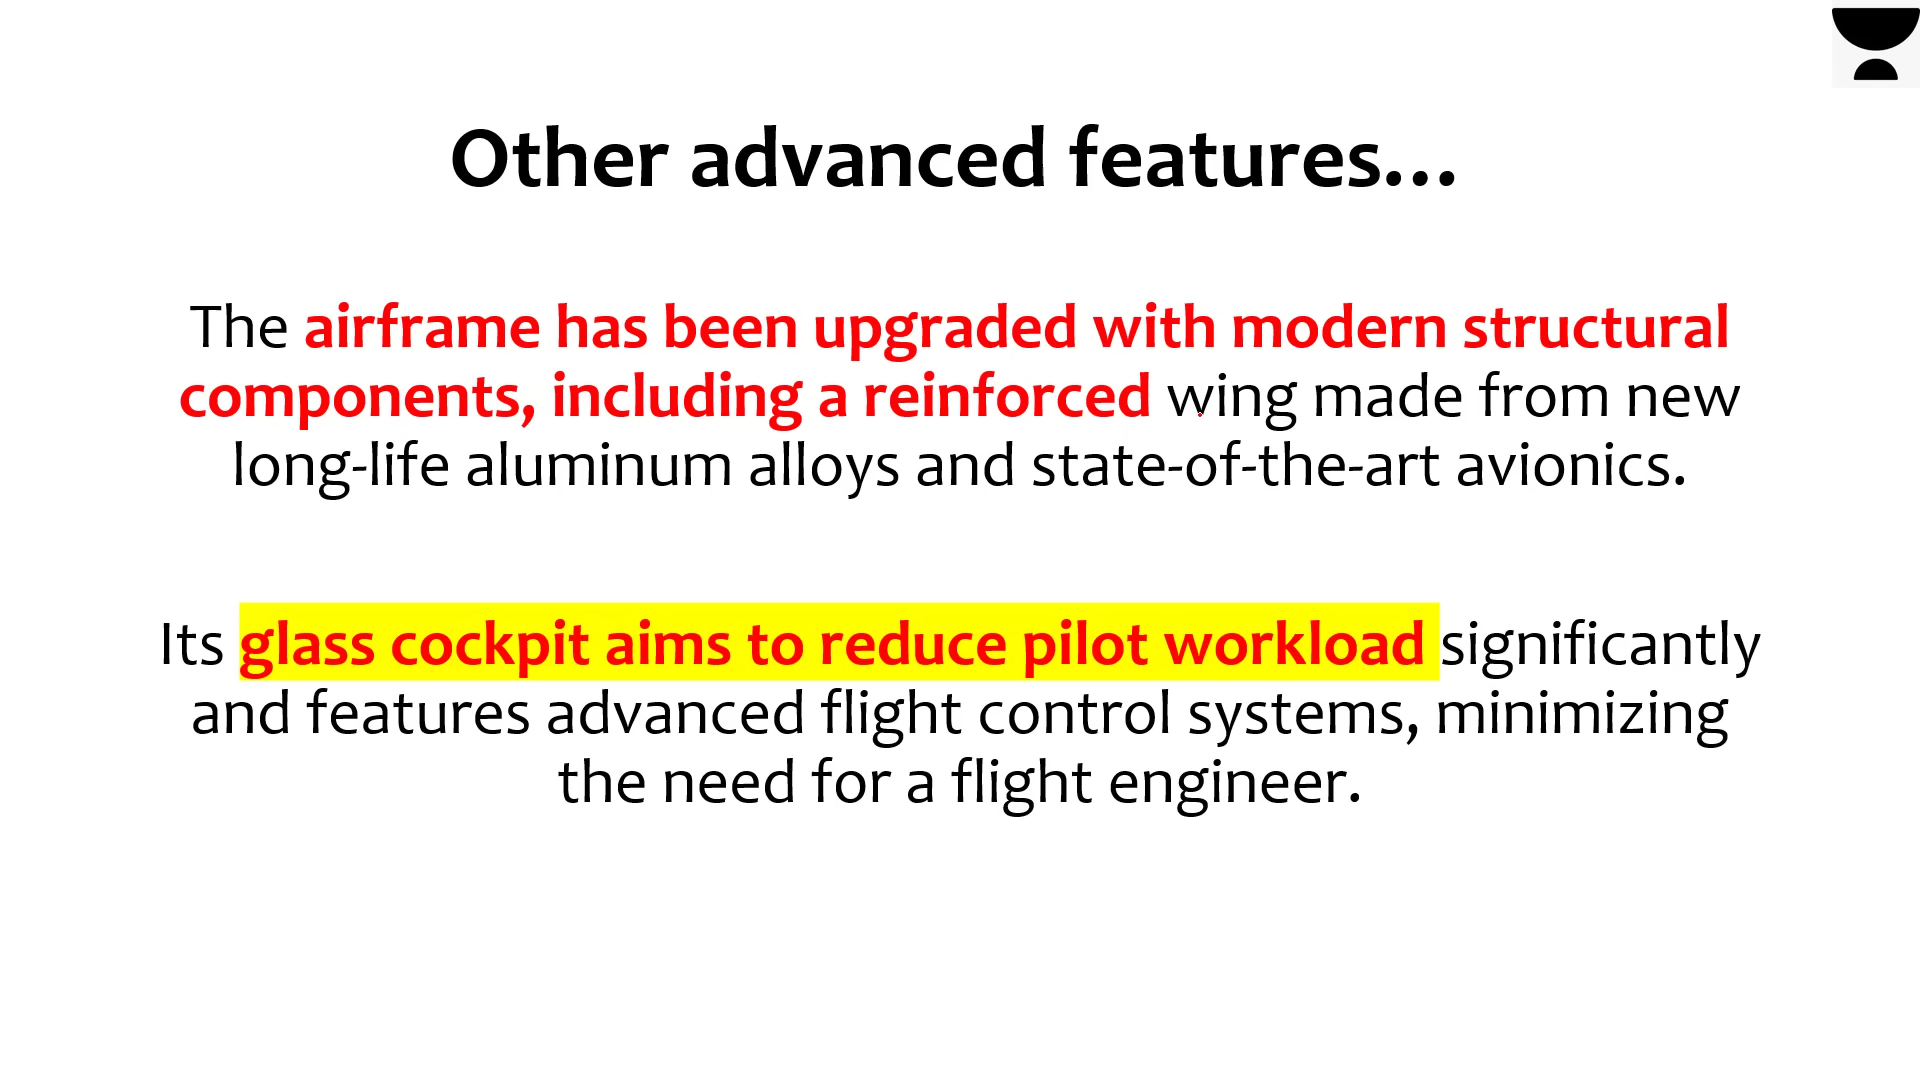 Other advanced features...
The airframe has been upgraded with modern structural
components, including a reinforced wing made from new
long-life aluminum alloys and state-of-the-art avionics.
Its glass cockpit aims to reduce pilot workload significantly
and features advanced flight control systems, minimizing
the need for a flight engineer.